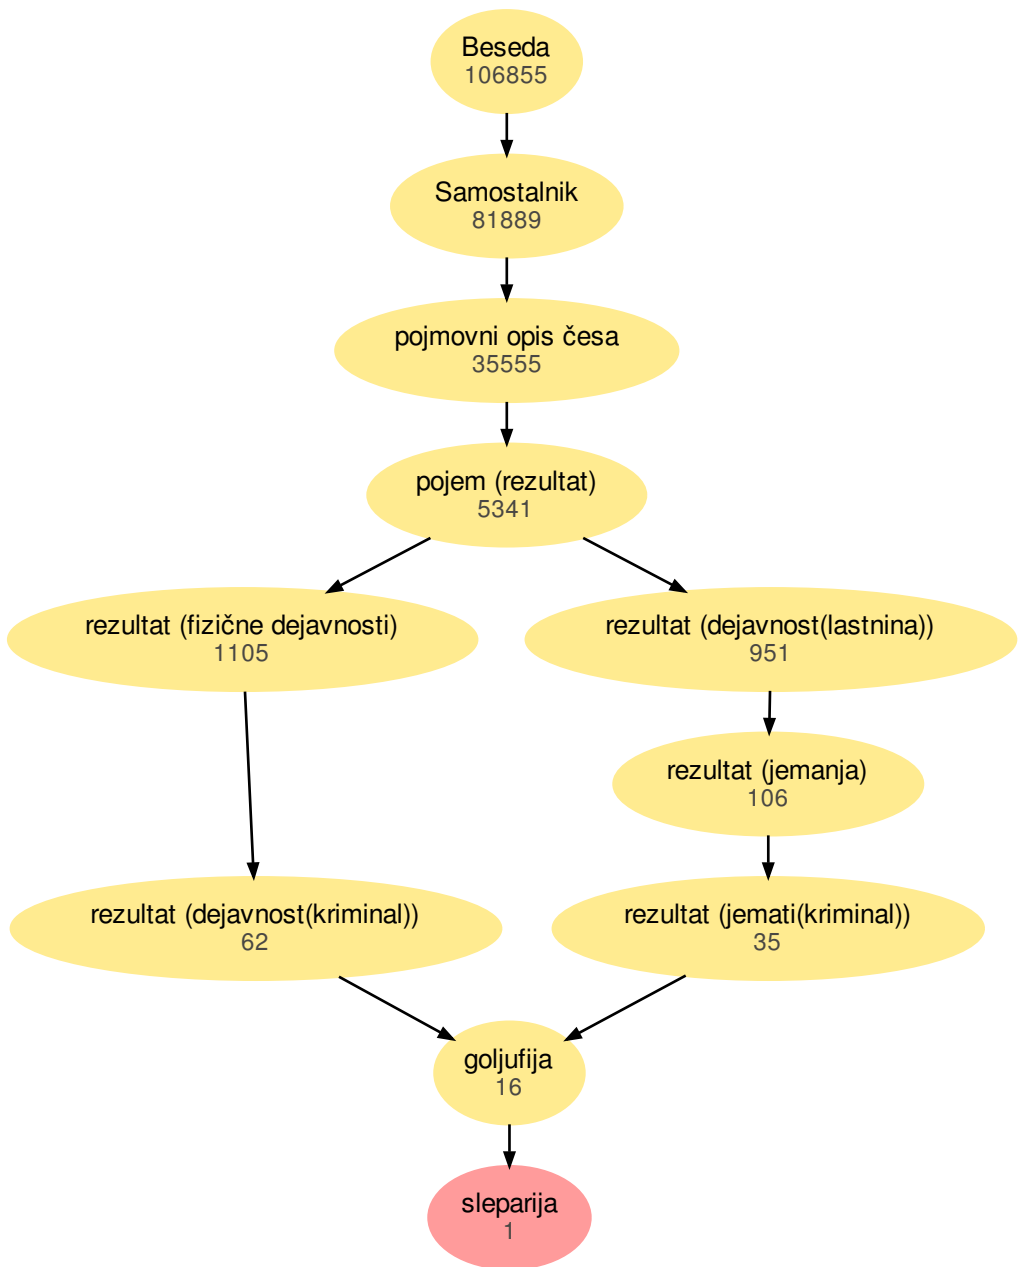 Beseda
106855
Samostalnik
81889
pojmovni opis česa
35555
pojem (rezultat)
5341
rezultat (fizične dejavnosti)
1105
rezultat (dejavnost(lastnina))
951
rezultat (jemanja)
106
rezultat (dejavnost(kriminal))
62
rezultat (jemati(kriminal))
35
goljufija
16
sleparija
1